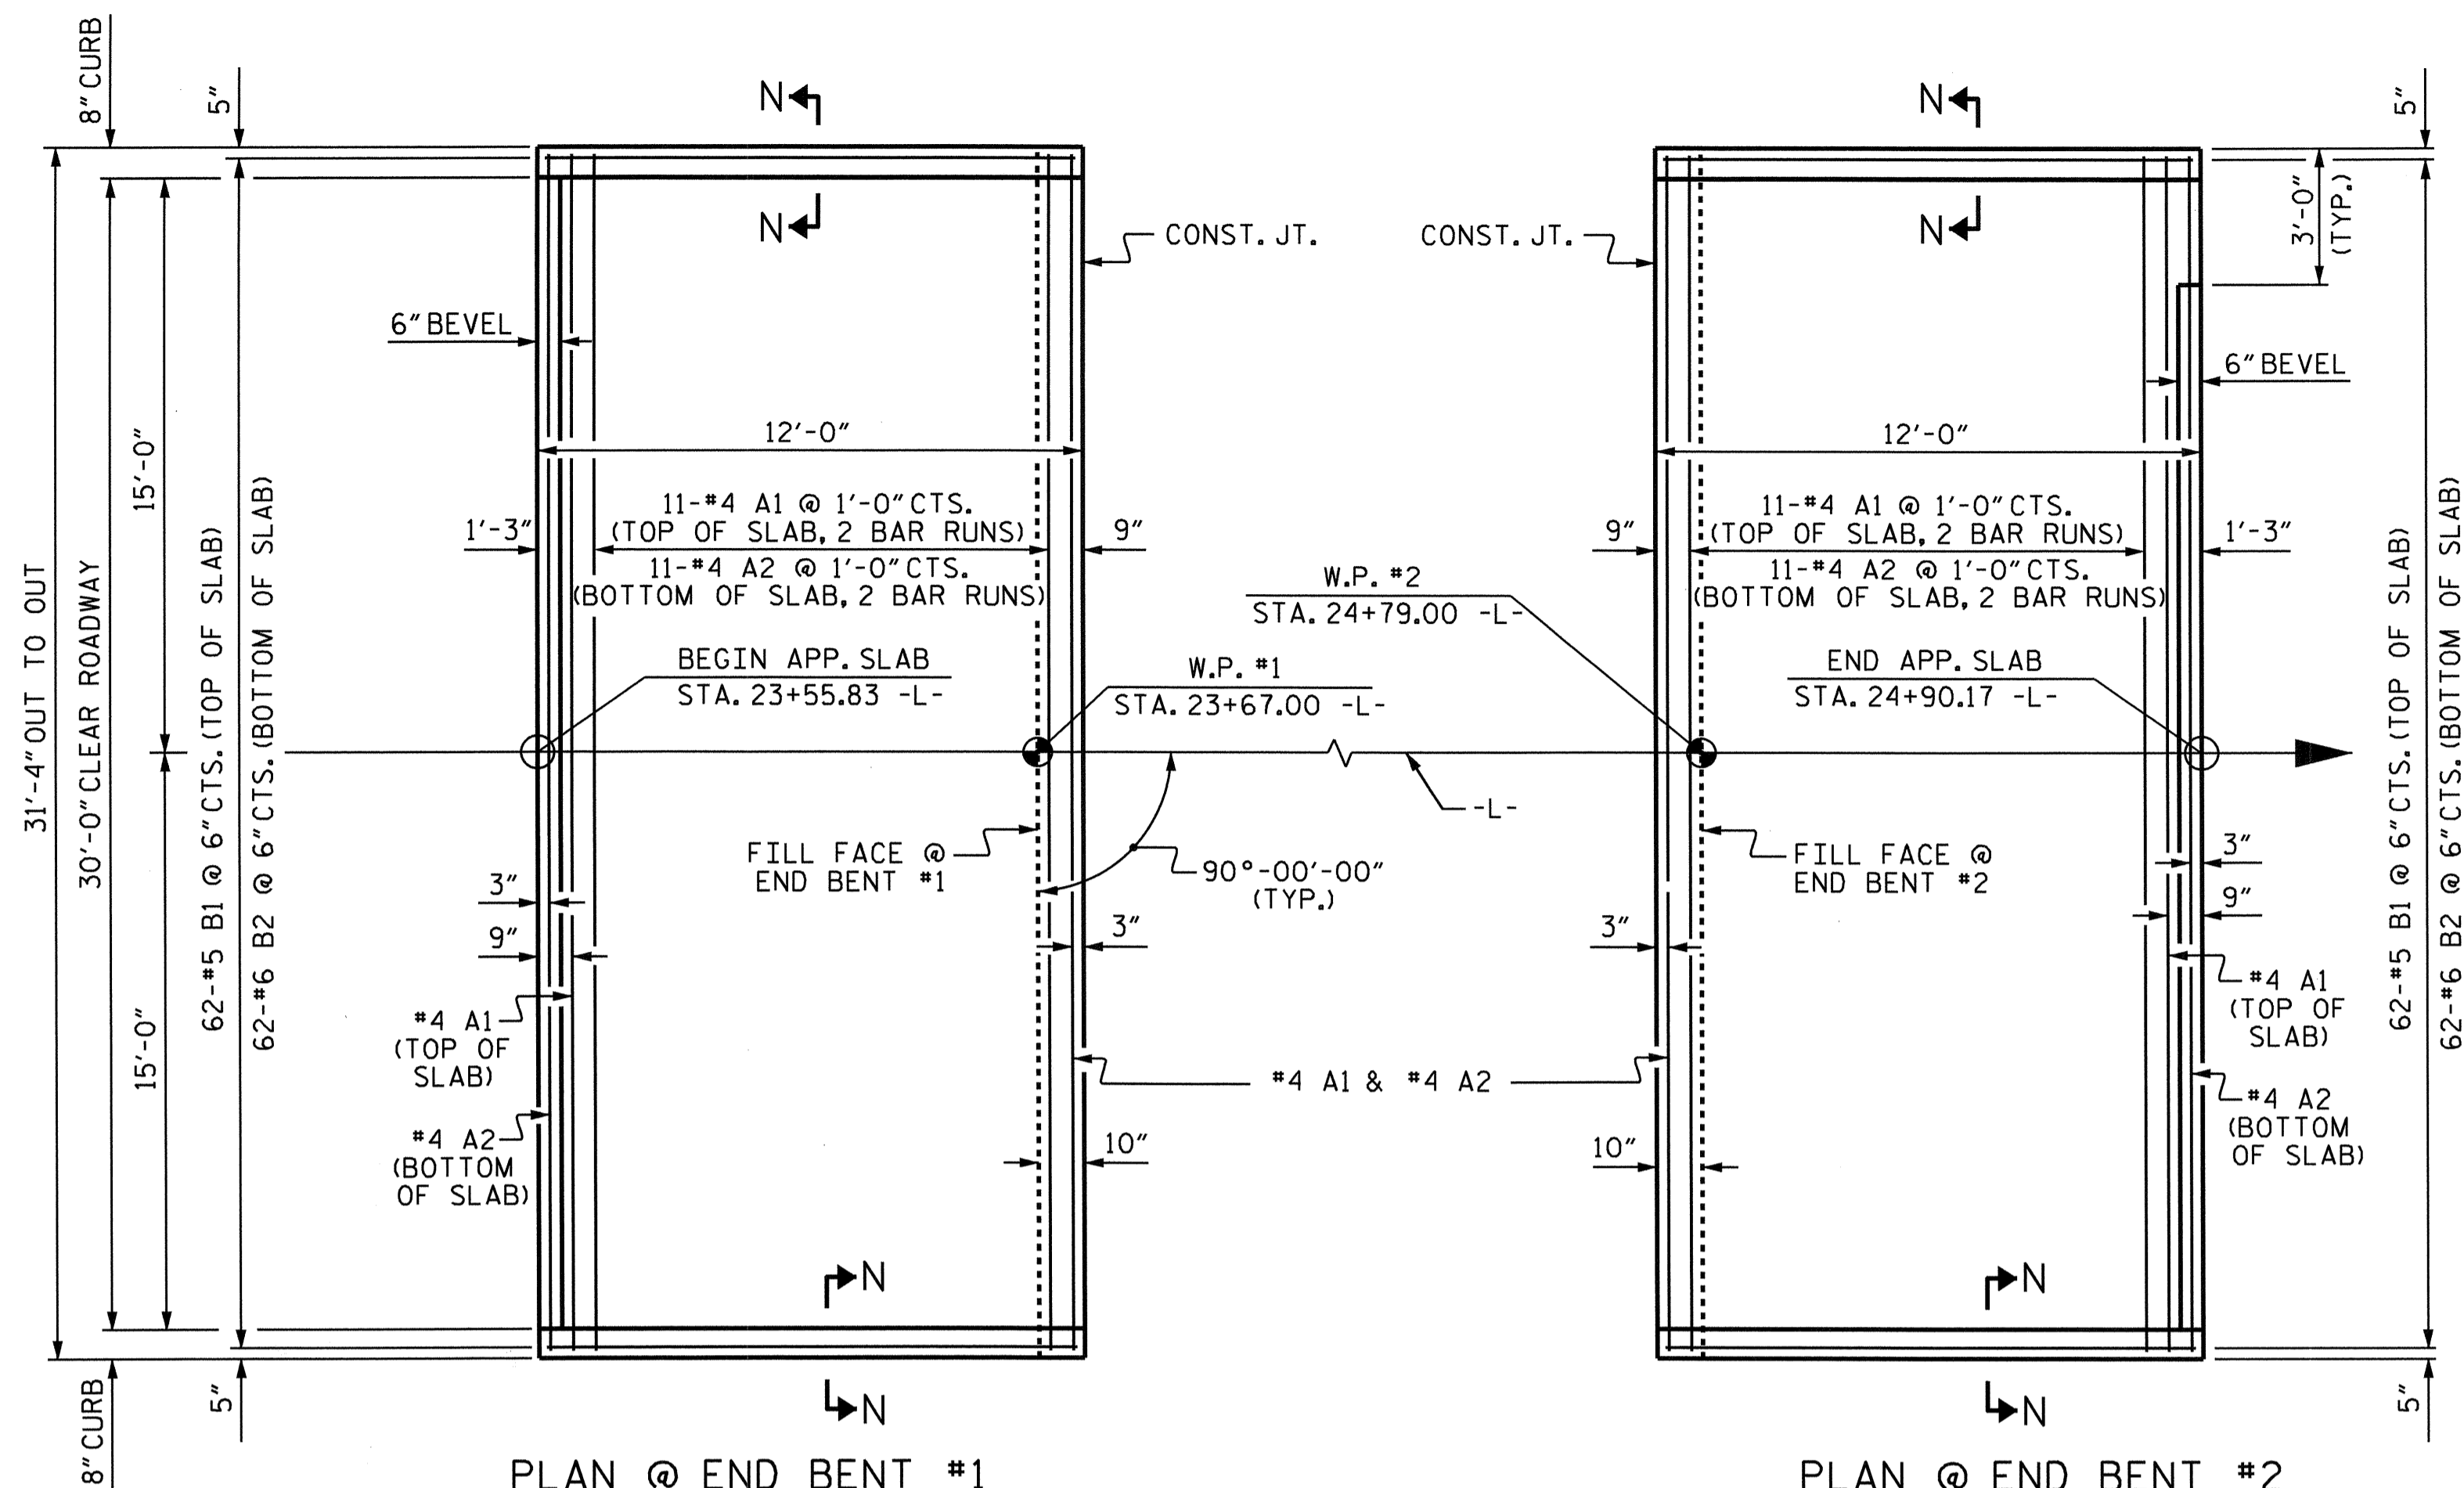 8" CURB
5"
N
N
5"
3'-0"
(TYP.)
N
N
CONST. JT.
CONST. JT.
6" BEVEL
6" BEVEL
12'-0"
12'-0"
15'-0"
11-#4 A1 @ 1'-0" CTS.
(TOP OF SLAB, 2 BAR RUNS)
11-#4 A2 @ 1'-0" CTS.
(BOTTOM OF SLAB, 2 BAR RUNS)
1'-3"
9"
9"
11-#4 A1 @ 1'-0" CTS.
(TOP OF SLAB, 2 BAR RUNS)
11-#4 A2 @ 1'-0" CTS.
(BOTTOM OF SLAB, 2 BAR RUNS)
1'-3"
31'-4" OUT TO OUT
30'-0" CLEAR ROADWAY
62-#5 B1 @ 6" CTS. (TOP OF SLAB)
62-#6 B2 @ 6" CTS. (BOTTOM OF SLAB)
W.P. #2
STA. 24+79.00 -L-
BEGIN APP. SLAB
STA. 23+55.83 -L-
W.P. #1
STA. 23+67.00 -L-
END APP. SLAB
STA. 24+90.17 -L-
62-#5 B1 @ 6" CTS. (TOP OF SLAB)
62-#6 B2 @ 6" CTS. (BOTTOM OF SLAB)
-L-
FILL FACE @
END BENT #1
90°-00'-00"
(TYP.)
FILL FACE @
END BENT #2
3"
9"
3"
9"
3"
3"
#4 A1
(TOP OF
SLAB)
#4 A2
(BOTTOM
OF SLAB)
15'-0"
#4 A1 & #4 A2
#4 A1
(TOP OF
SLAB)
#4 A2
(BOTTOM
OF SLAB)
10"
10"
N
N
N
N
8" CURB
5"
5"
PLAN @ END BENT #1
PLAN @ END BENT #2